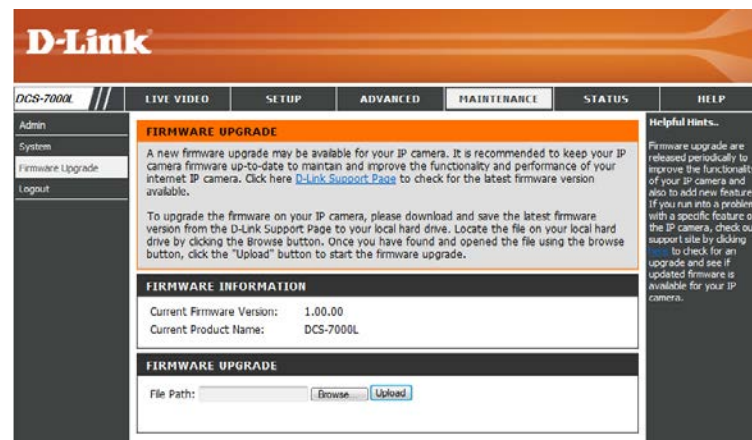 D-Link
DCS-7000L
LIVE VIDEO
SETUP
ADVANCED
MAINTENANCE
STATUS
HELP
Admin
System
Firmware Upgrade
Logout
FIRMWARE UPGRADE
A new firmware upgrade may be available for your IP camera. It is recommended to keep your IP
camera firmware up-to-date to maintain and improve the functionality and performance of your
internet IP camera. Click here D-Link Support Page to check for the latest firmware version
available.
To upgrade the firmware on your IP camera, please download and save the latest firmware
version from the D-Link Support Page to your local hard drive. Locate the file on your local hard
drive by clicking the Browse button. Once you have found and opened the file using the browse
button, click the "Upload" button to start the firmware upgrade.
FIRMWARE INFORMATION
Current Firmware Version: 1.00.00
Current Product Name: DCS-7000L
FIRMWARE UPGRADE
File Path:
Browse...
Upload
Helpful Hints..
Firmware upgrade are
released periodically to
improve the functionality
of your IP camera and
also to add new feature
If you run into a problem
with a specific feature o
the IP camera, check ou
support site by clicking
here to check for an
upgrade and see if
updated firmware is
available for your IP
camera.